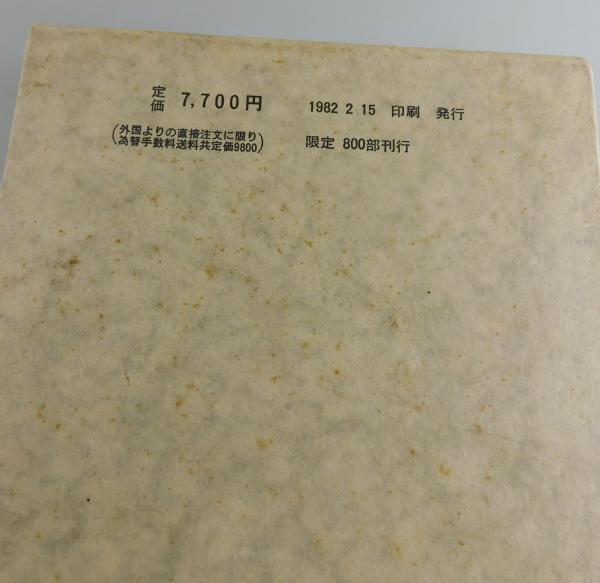 定価 7,700円 1982 2 15 印刷 発行
(外国よりの直接注文に限り
為替手数料送料共定価9800)
限定 800部刊行